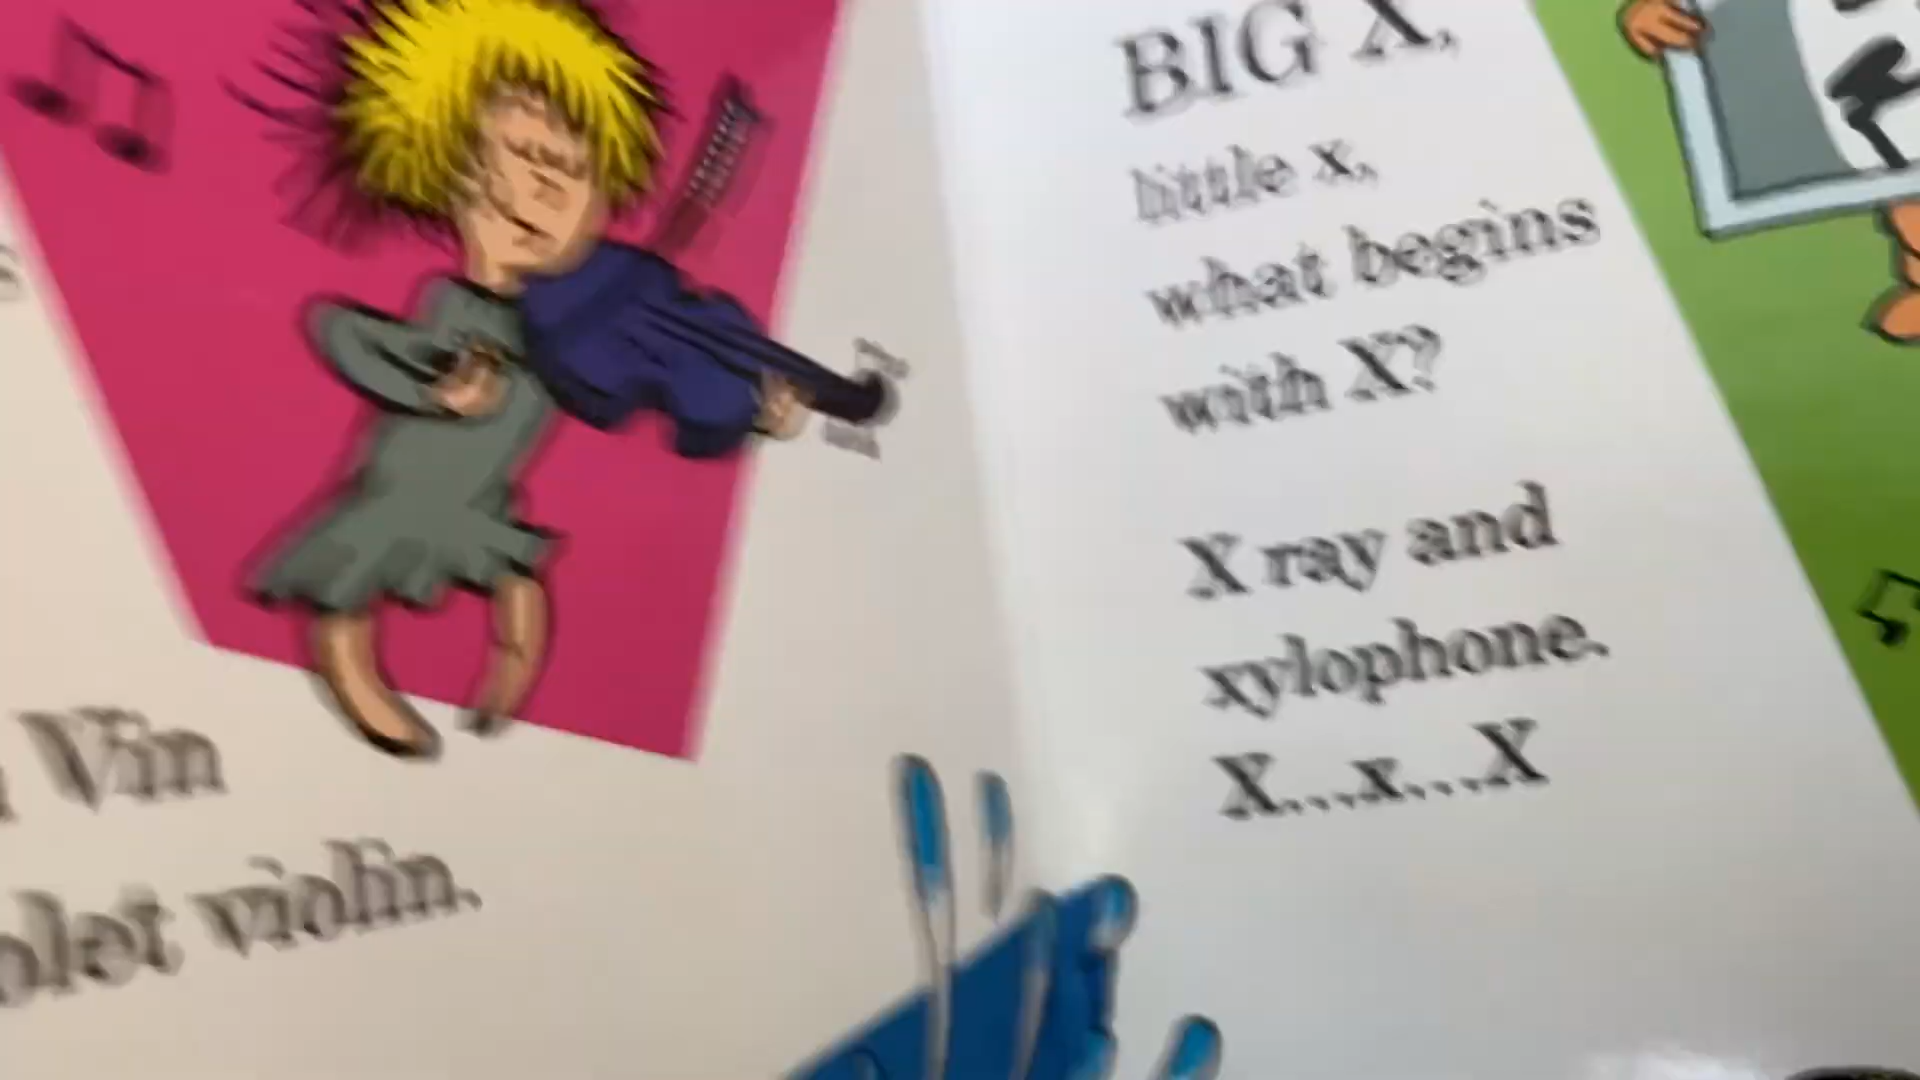 Vin
violin.
BIG X,
little x,
what begins
with X?
X ray and
xylophone.
X...x...X